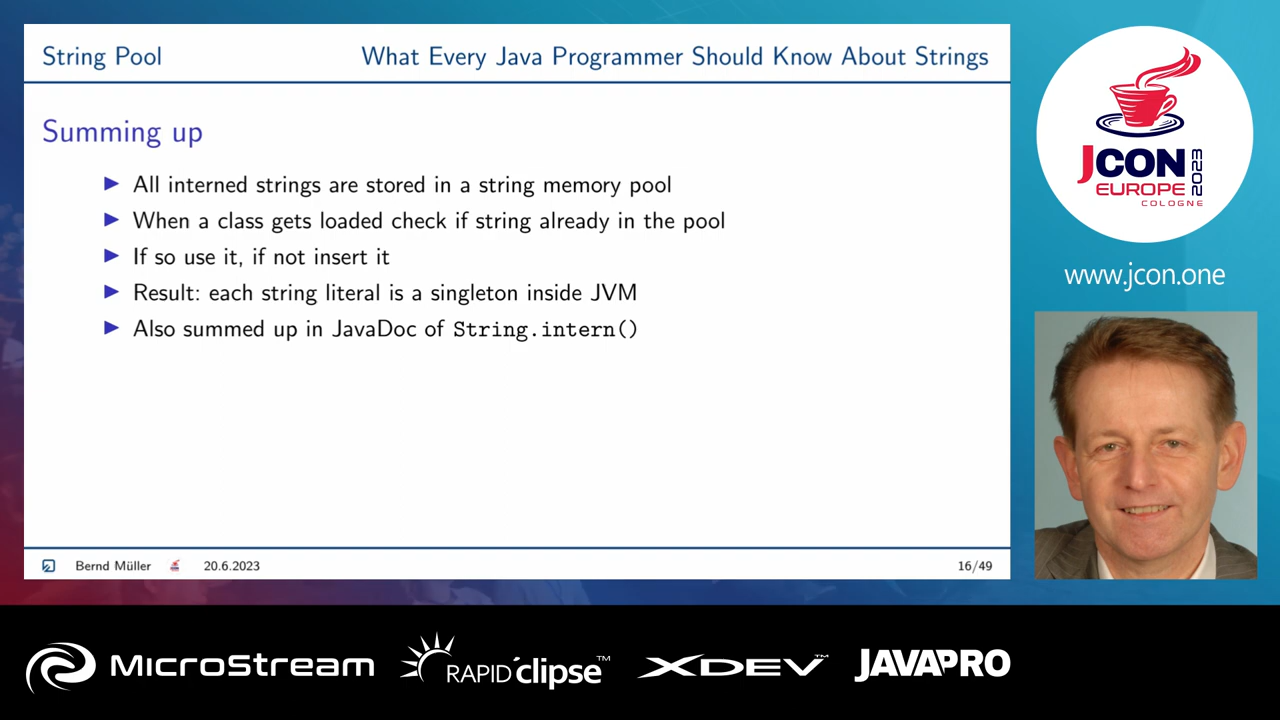 String Pool
What Every Java Programmer Should Know About Strings
Summing up
All interned strings are stored in a string memory pool
When a class gets loaded check if string already in the pool
If so use it, if not insert it
Result: each string literal is a singleton inside JVM
Also summed up in JavaDoc of String.intern()
Bernd Müller
20.6.2023
16/49
JCON
2023
EUROPE
COLOGNE
www.jcon.one
MICROSTREAM
RAPIDclipse™
XDEV™
JAVAPRO